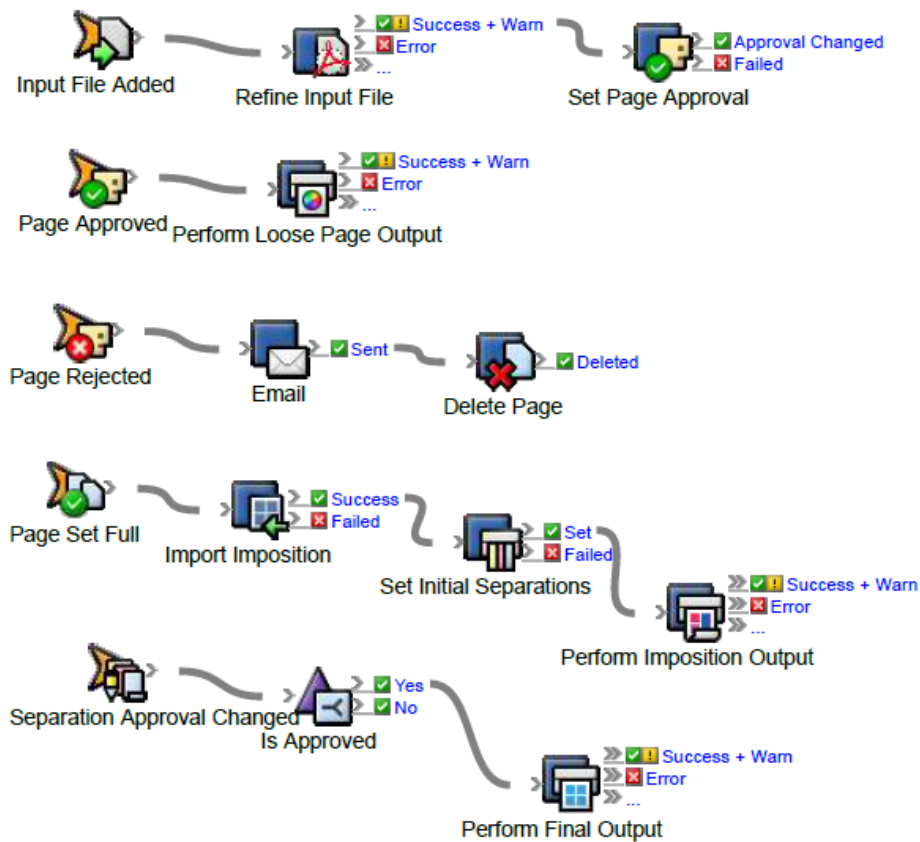 Success + Warn
Error
...
Approval Changed
Failed
Input File Added
Refine Input File
Set Page Approval
Success + Warn
Error
...
Page Approved
Perform Loose Page Output
Sent
Deleted
Page Rejected
Email
Delete Page
Success
Failed
Page Set Full
Import Imposition
Set
Failed
Set Initial Separations
Success + Warn
Error
...
Perform Imposition Output
Yes
No
Separation Approval Changed
Is Approved
Success + Warn
Error
...
Perform Final Output